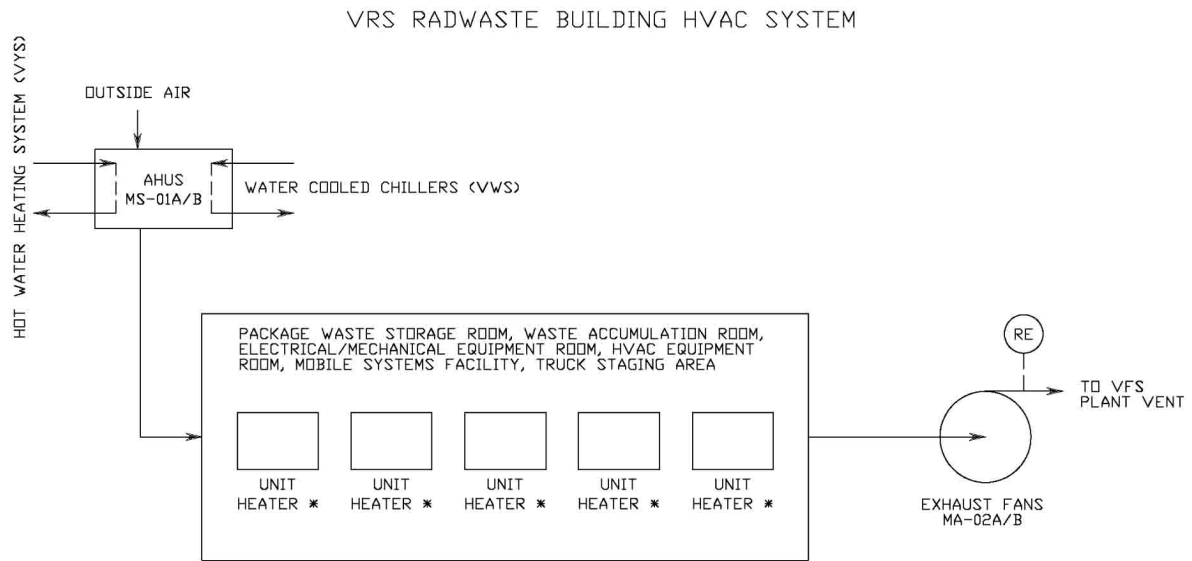 VRS RADWASTE BUILDING HVAC SYSTEM
HOT WATER HEATING SYSTEM (VYS)
OUTSIDE AIR
AHUS
MS-01A/B
WATER COOLED CHILLERS (VWS)
PACKAGE WASTE STORAGE ROOM, WASTE ACCUMULATION ROOM,
ELECTRICAL/MECHANICAL EQUIPMENT ROOM, HVAC EQUIPMENT
ROOM, MOBILE SYSTEMS FACILITY, TRUCK STAGING AREA
UNIT
HEATER *
UNIT
HEATER *
UNIT
HEATER *
UNIT
HEATER *
UNIT
HEATER *
RE
TO VFS
PLANT VENT
EXHAUST FANS
MA-02A/B